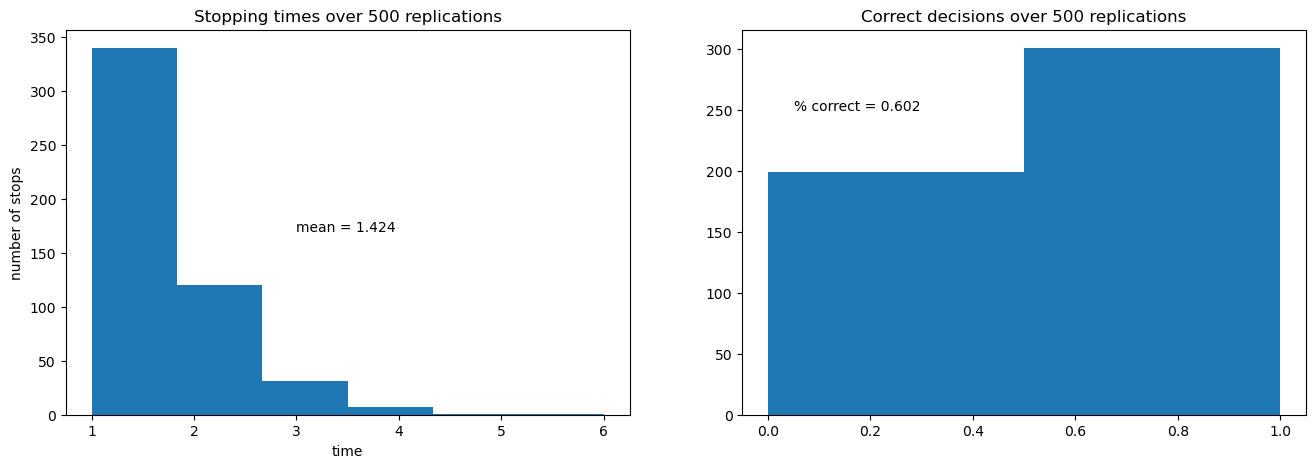 Stopping times over 500 replications
350
300
250
200
150
100
50
0
number of stops
mean = 1.424
1 2 3 4 5 6
time
Correct decisions over 500 replications
300
250
200
150
100
50
0
% correct = 0.602
0.0 0.2 0.4 0.6 0.8 1.0